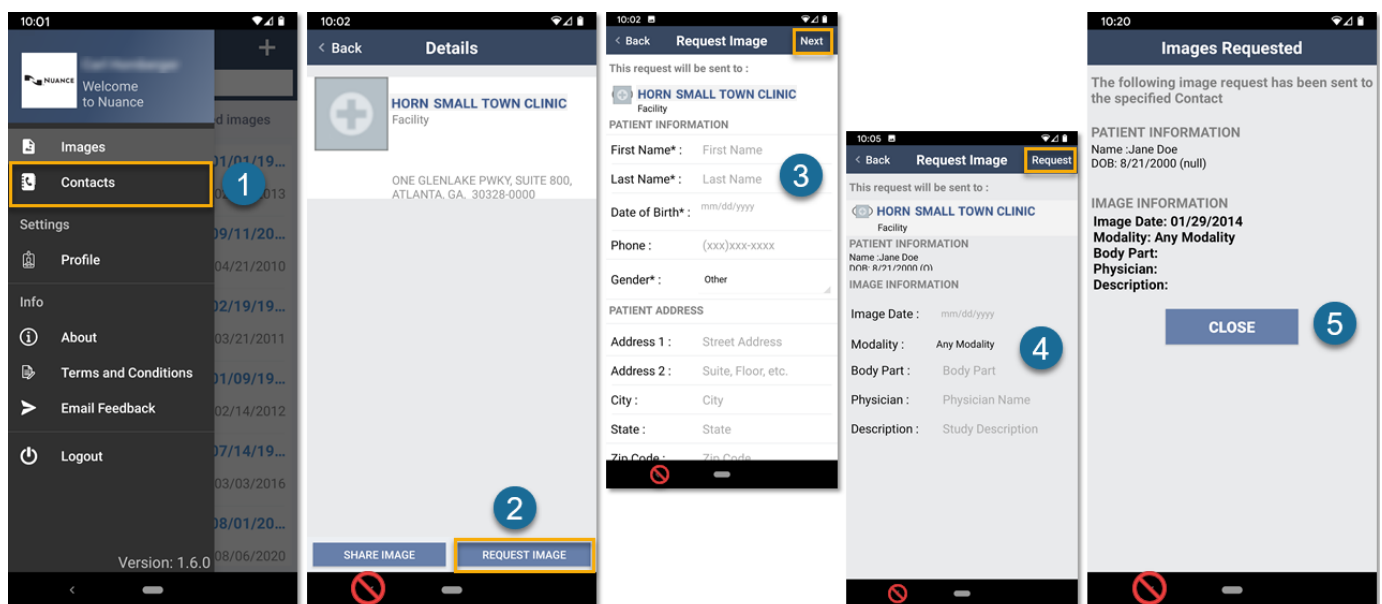 10:01
NUANCE
Welcome
to Nuance
d images
Images
01/01/19...
Contacts
1
013
Settings
09/11/20...
Profile
04/21/2010
Info
02/19/19...
About
03/21/2011
Terms and Conditions
01/09/19...
Email Feedback
02/14/2012
Logout
07/14/19...
03/03/2016
08/01/20...
Version: 1.6.0
08/06/2020
10:02
< Back
Details
HORN SMALL TOWN CLINIC
Facility
ONE GLENLAKE PWKY, SUITE 800,
ATLANTA, GA, 30328-0000
2
SHARE IMAGE
REQUEST IMAGE
10:02
< Back
Request Image
Next
This request will be sent to :
HORN SMALL TOWN CLINIC
Facility
PATIENT INFORMATION
First Name* : First Name
Last Name* : Last Name
3
Date of Birth* : mm/dd/yyyy
Phone : (xxx)xxx-xxxx
Gender* : Other
PATIENT ADDRESS
Address 1 : Street Address
Address 2 : Suite, Floor, etc.
City : City
State : State
Zip Code : Zip Code
10:05
< Back
Request Image
Request
This request will be sent to :
HORN SMALL TOWN CLINIC
Facility
PATIENT INFORMATION
Name :Jane Doe
DOB: 8/21/2000 (O)
IMAGE INFORMATION
Image Date : mm/dd/yyyy
Modality : Any Modality
4
Body Part : Body Part
Physician : Physician Name
Description : Study Description
10:20
Images Requested
The following image request has been sent to
the specified Contact
PATIENT INFORMATION
Name :Jane Doe
DOB: 8/21/2000 (null)
IMAGE INFORMATION
Image Date: 01/29/2014
Modality: Any Modality
Body Part:
Physician:
Description:
CLOSE
5